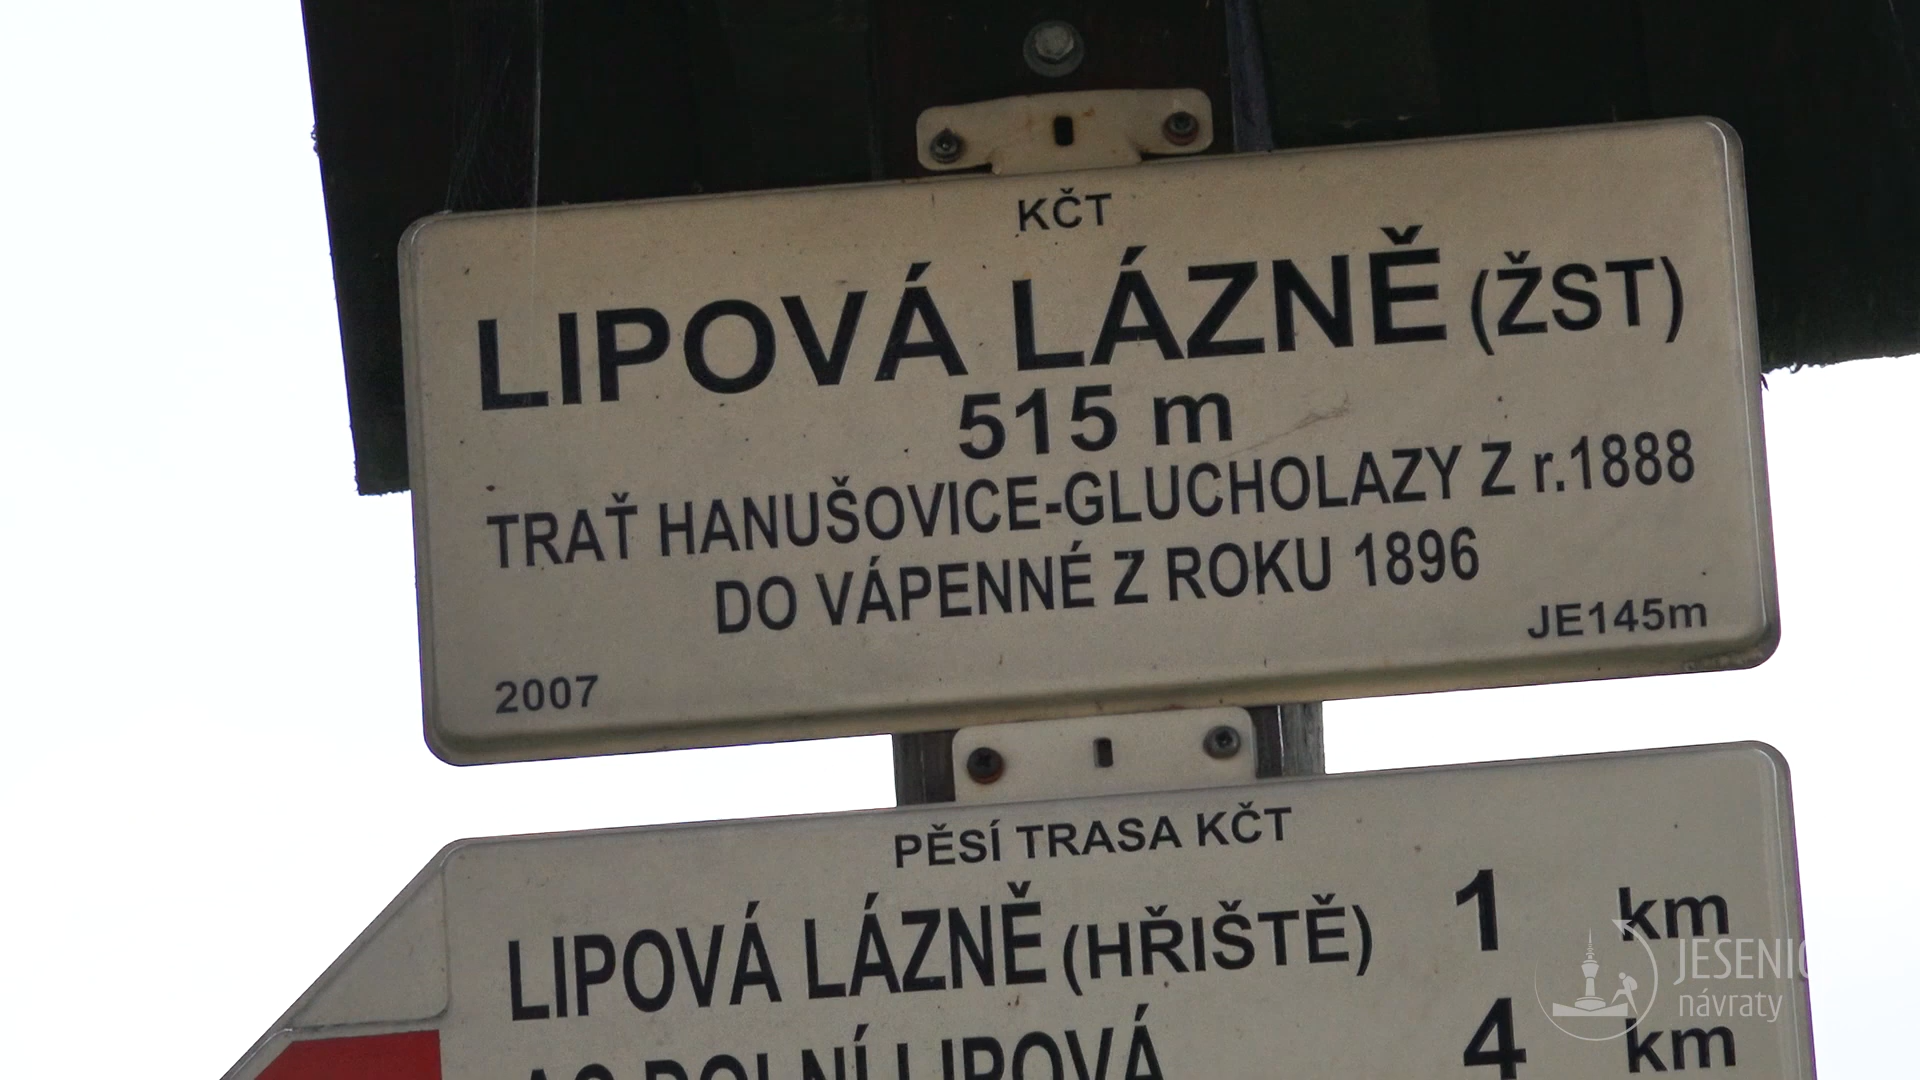 KČT
LIPOVÁ LÁZNĚ (ŽST)
515 m
TRAŤ HANUŠOVICE-GLUCHOLAZY Z r.1888
DO VÁPENNÉ Z ROKU 1896
JE145m
2007
PĚSÍ TRASA KČT
LIPOVÁ LÁZNĚ (HŘIŠTĚ) 1 km
DOLNÍ LIPOVÁ 4 km
JESENIC
návraty